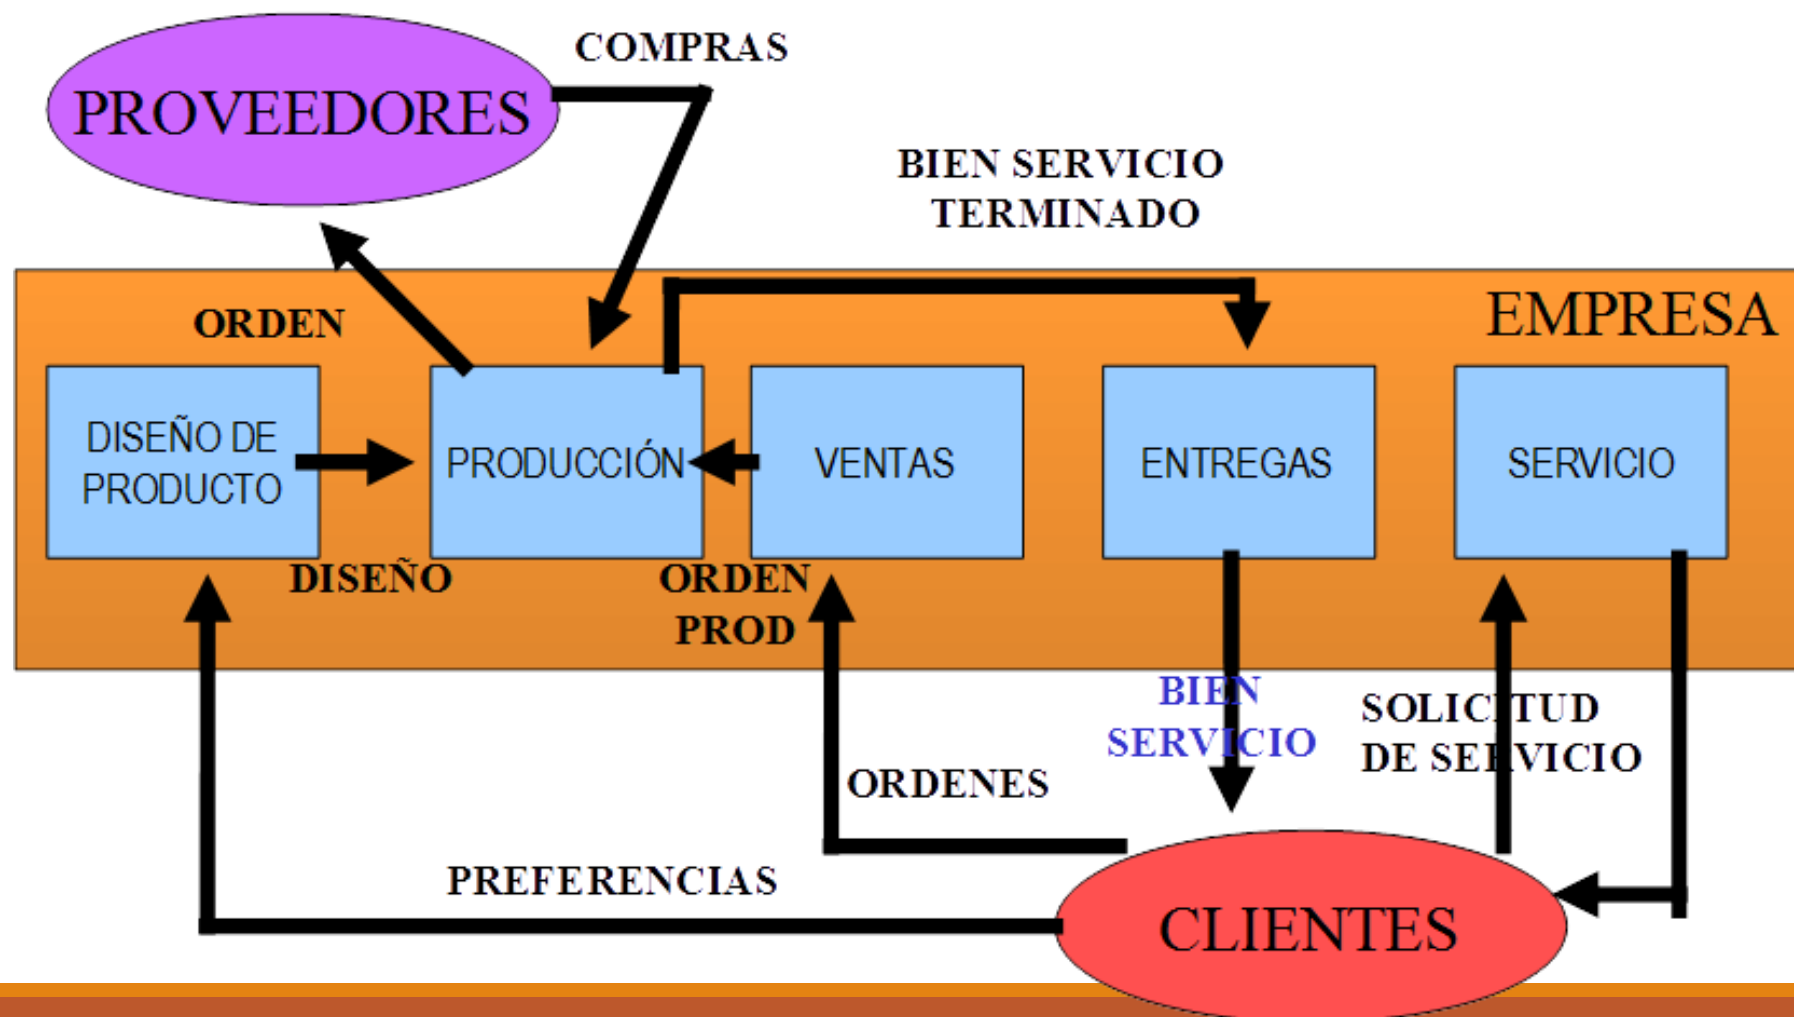 COMPRAS
PROVEEDORES
BIEN SERVICIO
TERMINADO
ORDEN
EMPRESA
DISEÑO DE
PRODUCTO
PRODUCCIÓN
VENTAS
ENTREGAS
SERVICIO
DISEÑO
ORDEN
PROD
BIEN
SERVICIO
SOLICITUD
DE SERVICIO
ORDENES
PREFERENCIAS
CLIENTES